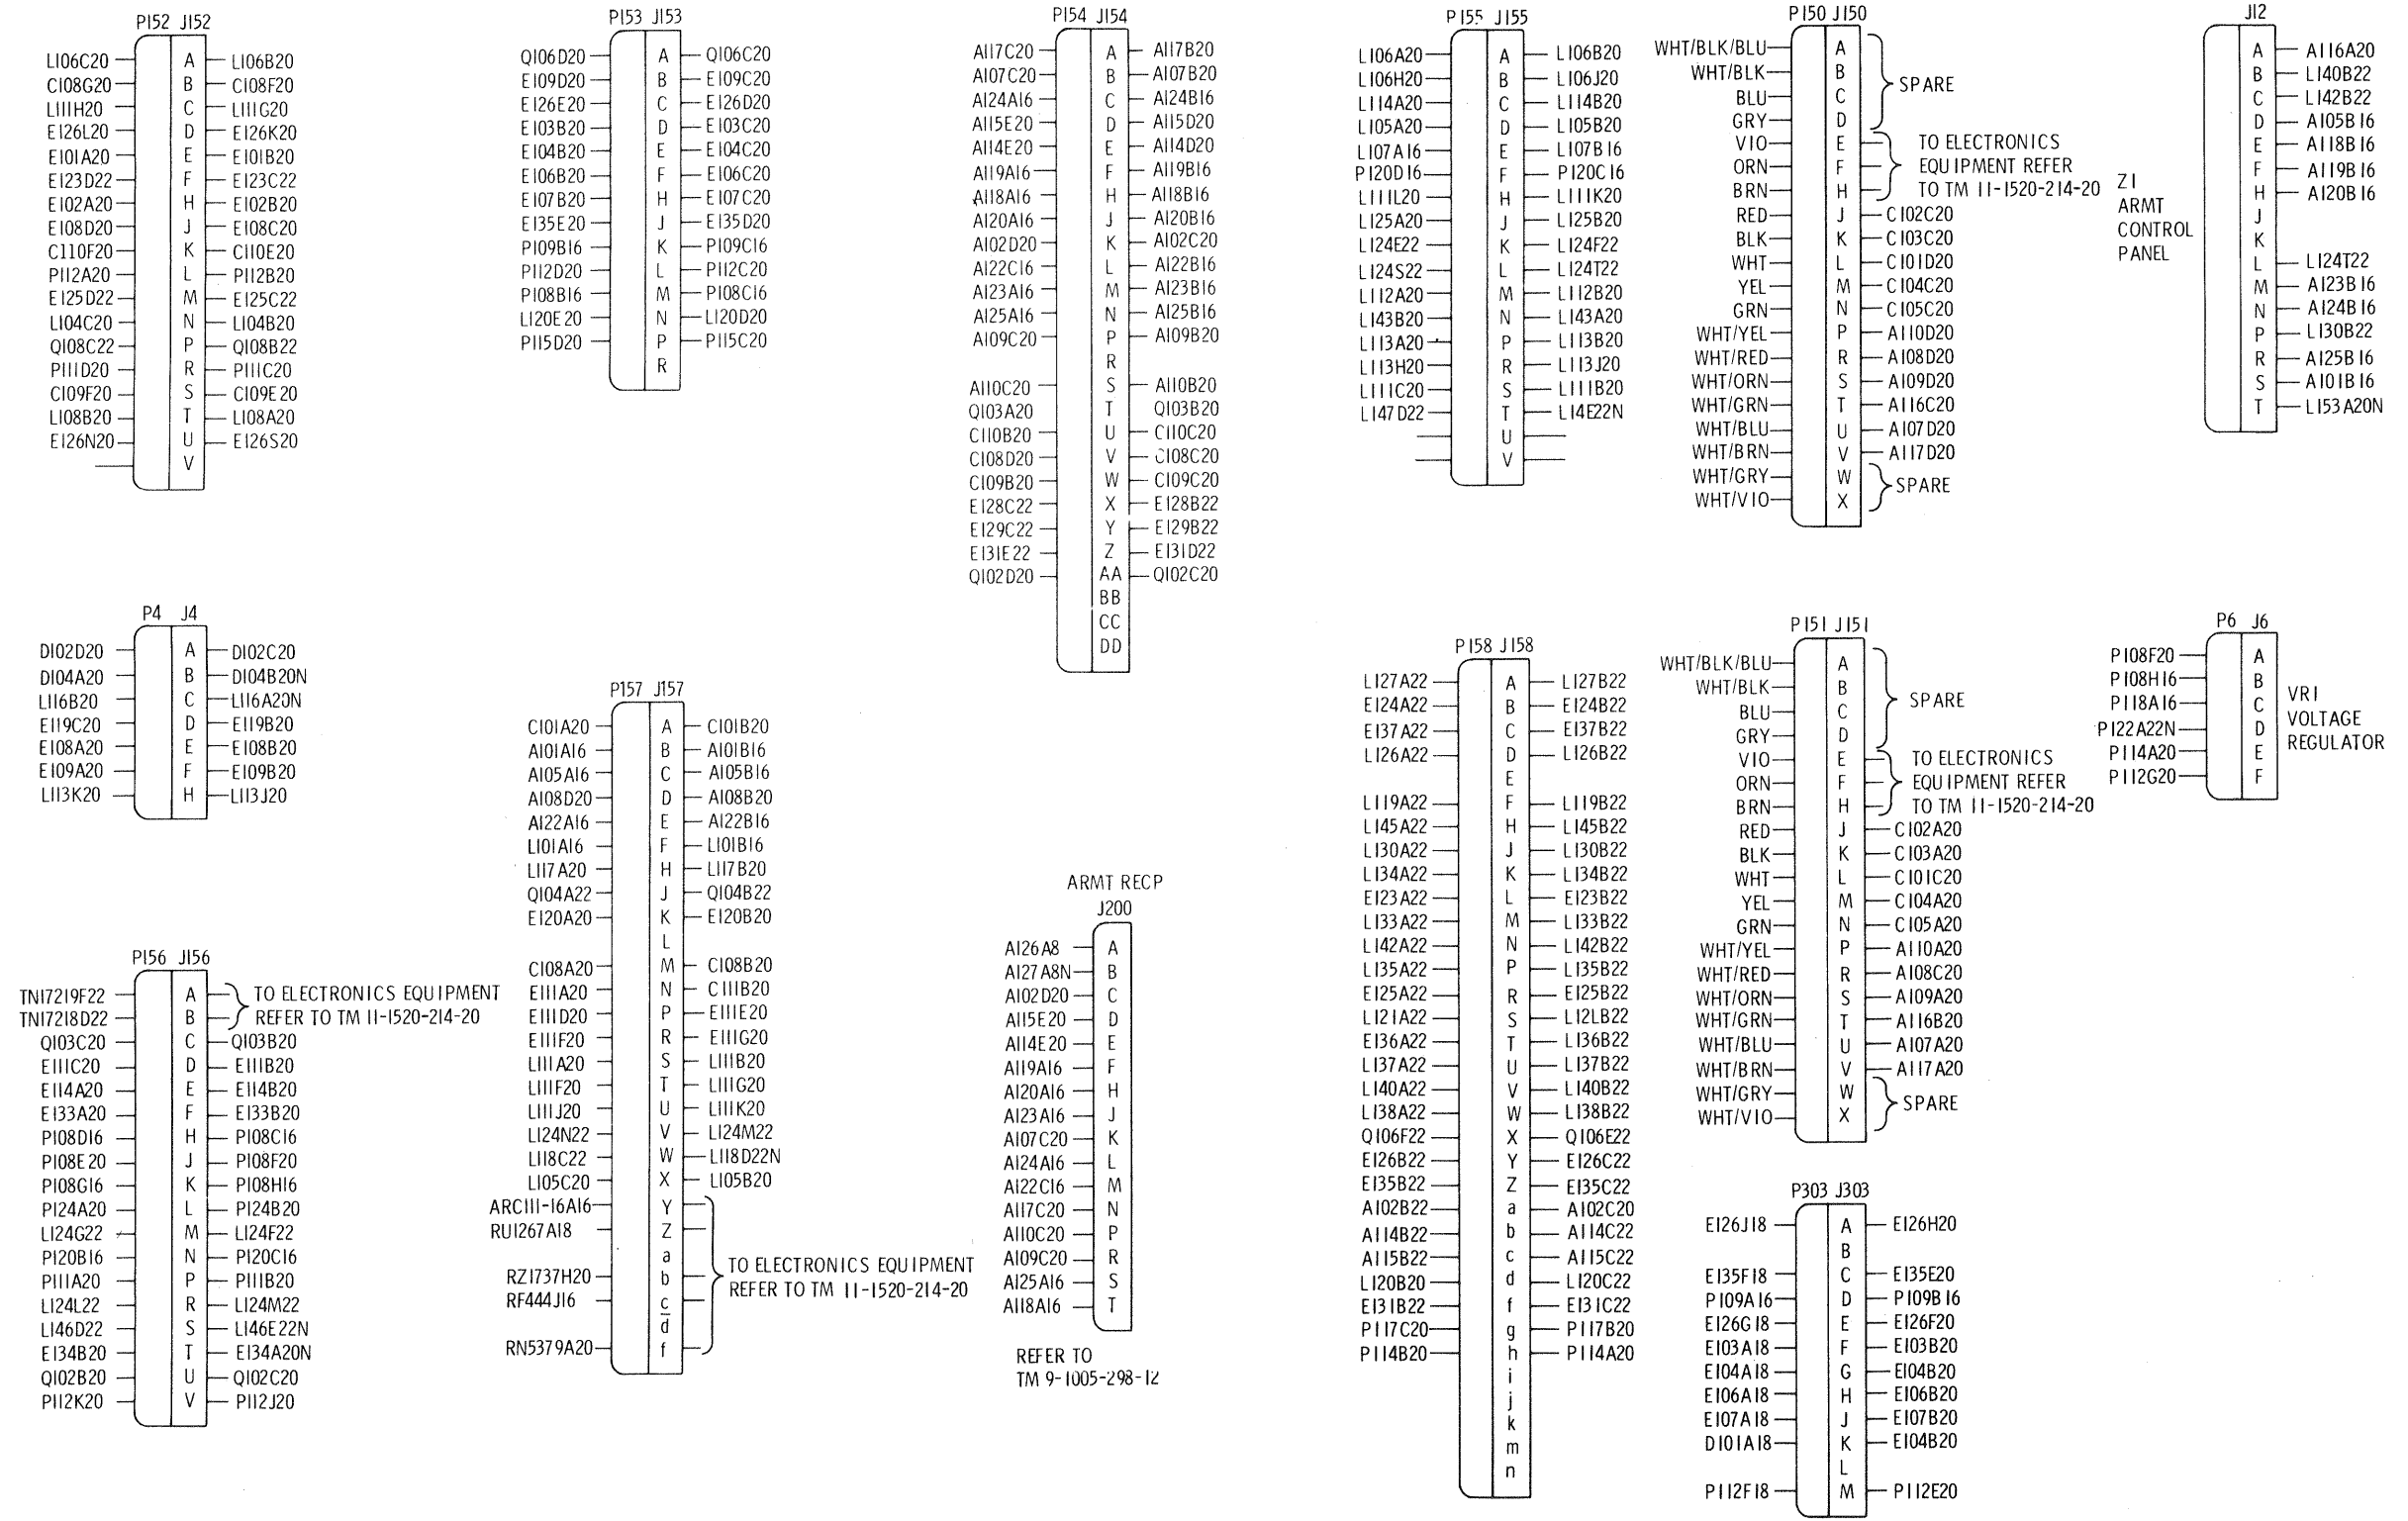 P152 J152
L106C20 A L106B20
C108G20 B C108F20
L111H20 C L111G20
E126L20 D E126K20
E101A20 E E101B20
E123D22 F E123C22
E102A20 H E102B20
E108D20 J E108C20
C110F20 K C110E20
P112A20 L P112B20
E125D22 M E125C22
L104C20 N L104B20
Q108C22 P Q108B22
P111D20 R P111C20
C109F20 S C109E20
L108B20 T L108A20
E126N20 U E126S20
V
P153 J153
Q106D20 A Q106C20
E109D20 B E109C20
E126E20 C E126D20
E103B20 D E103C20
E104B20 E E104C20
E106B20 F E106C20
E107B20 H E107C20
E135E20 J E135D20
P109B16 K P109C16
P112D20 L P112C20
P108B16 M P108C16
L120E20 N L120D20
P115D20 P P115C20
R
P154 J154
A117C20 A A117B20
A107C20 B A107B20
A124A16 C A124B16
A115E20 D A115D20
A114E20 E A114D20
A119A16 F A119B16
A118A16 H A118B16
A120A16 J A120B16
A102D20 K A102C20
A122C16 L A122B16
A123A16 M A123B16
A125A16 N A125B16
A109C20 P A109B20
R
A110C20 S A110B20
Q103A20 T Q103B20
C110B20 U C110C20
C108D20 V C108C20
C109B20 W C109C20
E128C22 X E128B22
E129C22 Y E129B22
E131E22 Z E131D22
Q102D20 AA Q102C20
BB
CC
DD
P155 J155
L106A20 A L106B20
L106H20 B L106J20
L114A20 C L114B20
L105A20 D L105B20
L107A16 E L107B16
P120D16 F P120C16
L111L20 H L111K20
L125A20 J L125B20
L124E22 K L124F22
L124S22 L L124T22
L112A20 M L112B20
L143B20 N L143A20
L113A20 P L113B20
L113H20 R L113J20
L111C20 S L111B20
L147D22 T L14E22N
U
V
P150 J150
WHT/BLK/BLU A
WHT/BLK B
BLU C
GRY D
SPARE
VIO E
ORN F
BRN H
TO ELECTRONICS
EQUIPMENT REFER
TO TM 11-1520-214-20
RED J C102C20
BLK K C103C20
WHT L C101D20
YEL M C104C20
GRN N C105C20
WHT/YEL P A110D20
WHT/RED R A108D20
WHT/ORN S A109D20
WHT/GRN T A116C20
WHT/BLU U A107D20
WHT/BRN V A117D20
WHT/GRY W
WHT/VIO X
SPARE
Z1
ARMT
CONTROL
PANEL
J12
A A116A20
B L140B22
C L142B22
D A105B16
E A118B16
F A119B16
H A120B16
J
K
L L124T22
M A123B16
N A124B16
P L130B22
R A125B16
S A101B16
T L153A20N
P4 J4
D102D20 A D102C20
D104A20 B D104B20N
L116B20 C L116A20N
E119C20 D E119B20
E108A20 E E108B20
E109A20 F E109B20
L113K20 H L113J20
P156 J156
TN17219F22 A
TN17218D22 B
TO ELECTRONICS EQUIPMENT
REFER TO TM 11-1520-214-20
Q103C20 C Q103B20
E111C20 D E111B20
E114A20 E E114B20
E133A20 F E133B20
P108D16 H P108C16
P108E20 J P108F20
P108G16 K P108H16
P124A20 L P124B20
L124G22 M L124F22
P120B16 N P120C16
P111A20 P P111B20
L124L22 R L124M22
L146D22 S L146E22N
E134B20 T E134A20N
Q102B20 U Q102C20
P112K20 V P112J20
P157 J157
C101A20 A C101B20
A101A16 B A101B16
A105A16 C A105B16
A108D20 D A108B20
A122A16 E A122B16
L101A16 F L101B16
L117A20 H L117B20
Q104A22 J Q104B22
E120A20 K E120B20
L
C108A20 M C108B20
E111A20 N C111B20
E111D20 P E111E20
E111F20 R E111G20
L111A20 S L111B20
L111F20 T L111G20
L111J20 U L111K20
L124N22 V L124M22
L118C22 W L118D22N
L105C20 X L105B20
ARC111-16A16 Y
RU1267A18 Z
a
RZ1737H20 b
RF444J16 c
d
RN5379A20 f
TO ELECTRONICS EQUIPMENT
REFER TO TM 11-1520-214-20
ARMT RECP
J200
A126A8 A
A127A8N B
A102D20 C
A115E20 D
A114E20 E
A119A16 F
A120A16 H
A123A16 J
A107C20 K
A124A16 L
A122C16 M
A117C20 N
A110C20 P
A109C20 R
A125A16 S
A118A16 T
REFER TO
TM 9-1005-298-12
P158 J158
L127A22 A L127B22
E124A22 B E124B22
E137A22 C E137B22
L126A22 D L126B22
E
L119A22 F L119B22
L145A22 H L145B22
L130A22 J L130B22
L134A22 K L134B22
E123A22 L E123B22
L133A22 M L133B22
L142A22 N L142B22
L135A22 P L135B22
E125A22 R E125B22
L121A22 S L12LB22
E136A22 T L136B22
L137A22 U L137B22
L140A22 V L140B22
L138A22 W L138B22
Q106F22 X Q106E22
E126B22 Y E126C22
E135B22 Z E135C22
A102B22 a A102C20
A114B22 b A114C22
A115B22 c A115C22
L120B20 d L120C22
E131B22 f E131C22
P117C20 g P117B20
P114B20 h P114A20
i
j
k
m
n
P151 J151
WHT/BLK/BLU A
WHT/BLK B
BLU C
GRY D
SPARE
VIO E
ORN F
BRN H
TO ELECTRONICS
EQUIPMENT REFER
TO TM 11-1520-214-20
RED J C102A20
BLK K C103A20
WHT L C101C20
YEL M C104A20
GRN N C105A20
WHT/YEL P A110A20
WHT/RED R A108C20
WHT/ORN S A109A20
WHT/GRN T A116B20
WHT/BLU U A107A20
WHT/BRN V A117A20
WHT/GRY W
WHT/VIO X
SPARE
P6 J6
P108F20 A
P108H16 B
P118A16 C
P122A22N D
P114A20 E
P112G20 F
VR1
VOLTAGE
REGULATOR
P303 J303
E126J18 A E126H20
B
E135F18 C E135E20
P109A16 D P109B16
E126G18 E E126F20
E103A18 F E103B20
E104A18 G E104B20
E106A18 H E106B20
E107A18 J E107B20
D101A18 K E104B20
L
P112F18 M P112E20